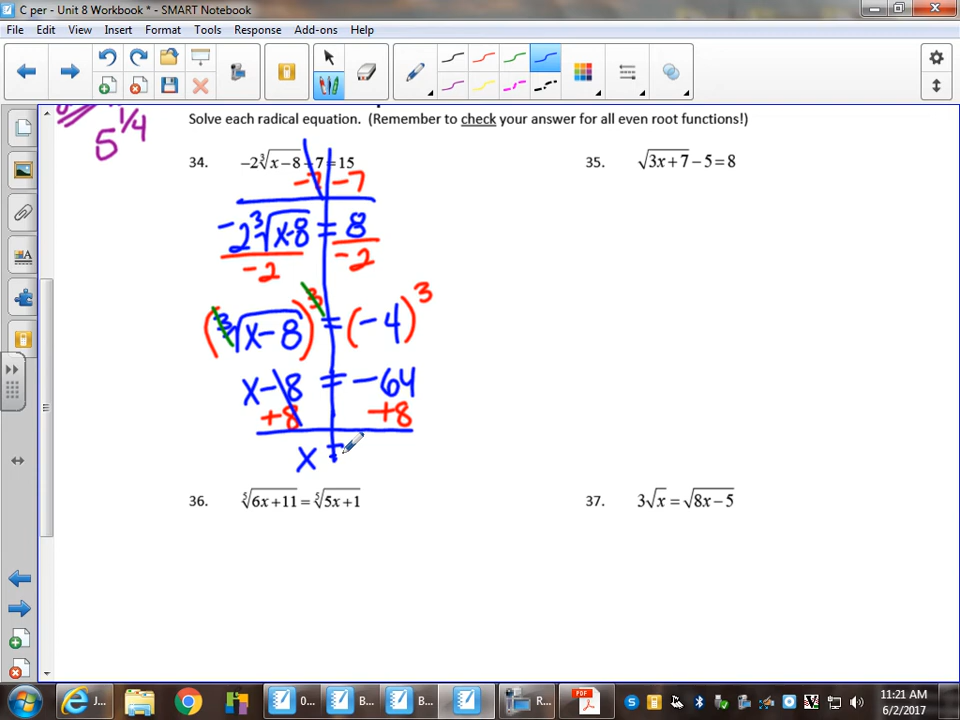 C per - Unit 8 Workbook * - SMART Notebook
File Edit View Insert Format Tools Response Add-ons Help
5^{1/4}
Solve each radical equation. (Remember to check your answer for all even root functions!)
34. −2∛(x−8) + 7 = 15
−7 −7
35. √(3x+7) − 5 = 8
−2∛(x-8) = 8
−2 −2
(∛(x−8))³ = (−4)³
x−8 = −64
+8 +8
x =
36. ⁵√(6x+11) = ⁵√(5x+1)
37. 3√x = √(8x−5)
J... 0... B... B... R...
11:21 AM
6/2/2017